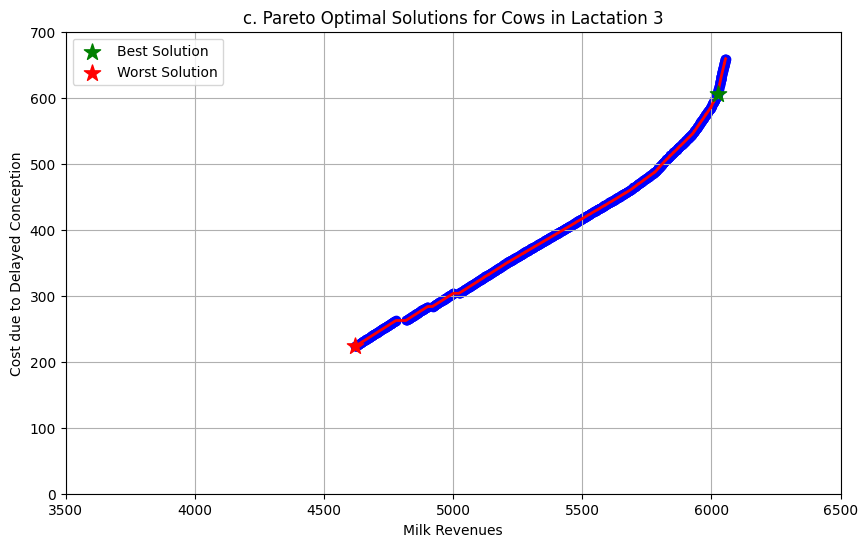 c. Pareto Optimal Solutions for Cows in Lactation 3
Best Solution
Worst Solution
700
600
500
400
300
200
100
0
Cost due to Delayed Conception
3500 4000 4500 5000 5500 6000 6500
Milk Revenues